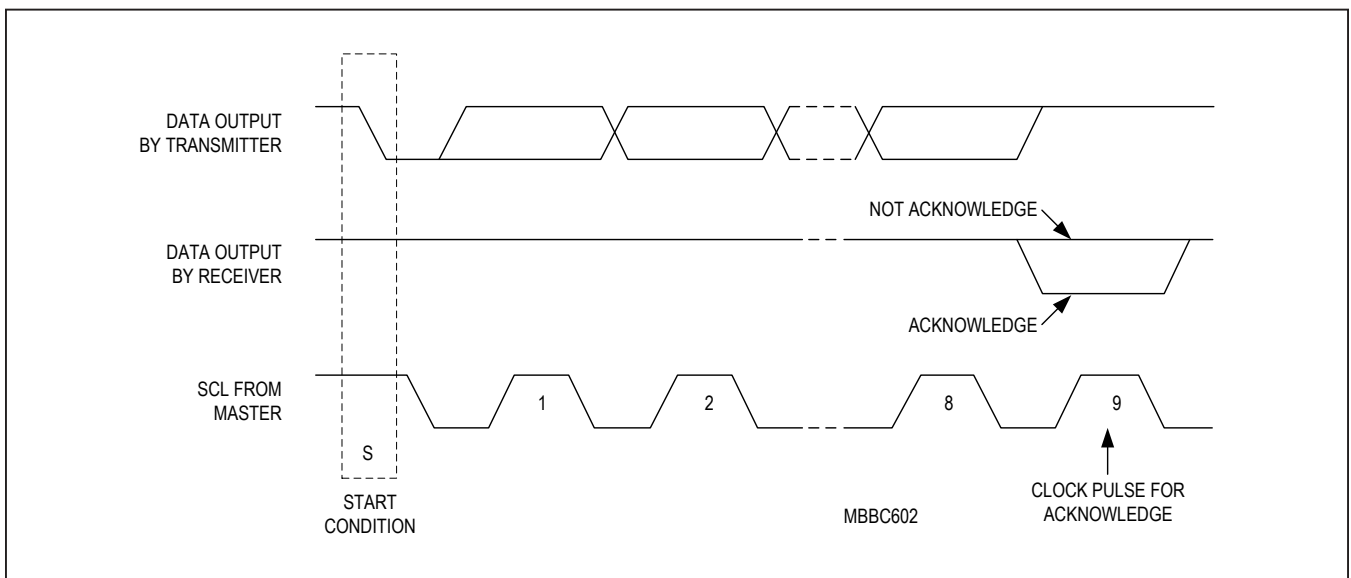 DATA OUTPUT
BY TRANSMITTER
NOT ACKNOWLEDGE
DATA OUTPUT
BY RECEIVER
ACKNOWLEDGE
SCL FROM
MASTER
1
2
8
9
S
START
CONDITION
MBBC602
CLOCK PULSE FOR
ACKNOWLEDGE